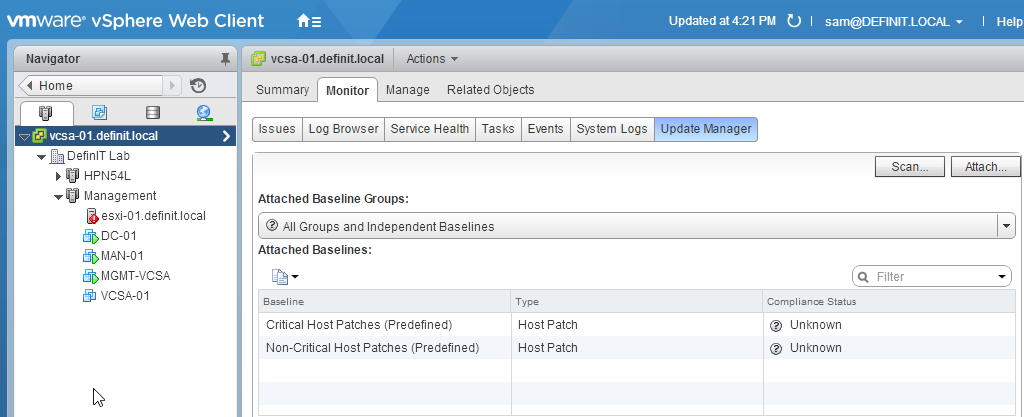 vmware® vSphere Web Client Updated at 4:21 PM sam@DEFINIT.LOCAL Help
Navigator
Home
vcsa-01.definit.local
DefinIT Lab
HPN54L
Management
esxi-01.definit.local
DC-01
MAN-01
MGMT-VCSA
VCSA-01
vcsa-01.definit.local Actions
Summary Monitor Manage Related Objects
Issues Log Browser Service Health Tasks Events System Logs Update Manager
Scan... Attach...
Attached Baseline Groups:
All Groups and Independent Baselines
Attached Baselines:
Filter
Baseline Type Compliance Status
Critical Host Patches (Predefined) Host Patch Unknown
Non-Critical Host Patches (Predefined) Host Patch Unknown